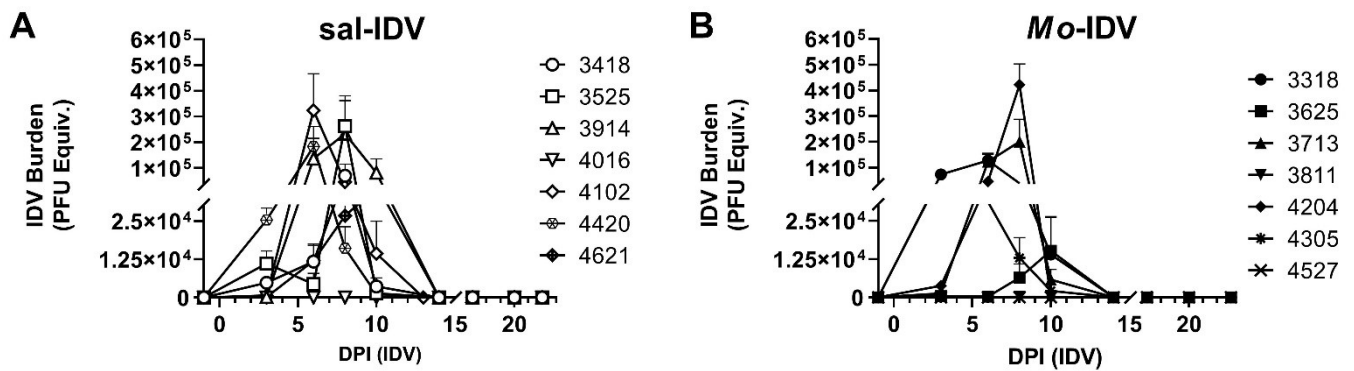 A
sal-IDV
IDV Burden
(PFU Equiv.)
6×10⁵
5×10⁵
4×10⁵
3×10⁵
2×10⁵
1×10⁵
2.5×10⁴
1.25×10⁴
0
0 5 10 15 20
DPI (IDV)
3418
3525
3914
4016
4102
4420
4621
B
Mo-IDV
IDV Burden
(PFU Equiv.)
6×10⁵
5×10⁵
4×10⁵
3×10⁵
2×10⁵
1×10⁵
2.5×10⁴
1.25×10⁴
0
0 5 10 15 20
DPI (IDV)
3318
3625
3713
3811
4204
4305
4527